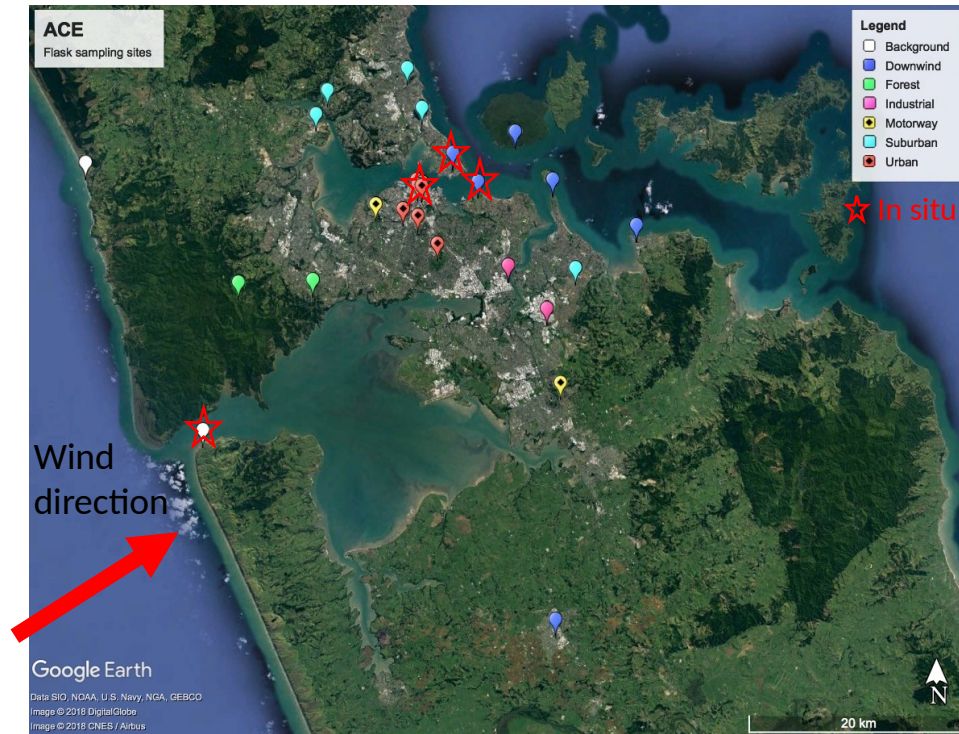 ACE
Flask sampling sites
Legend
Background
Downwind
Forest
Industrial
Motorway
Suburban
Urban
In situ
Wind
direction
Google Earth
Data SIO, NOAA, U.S. Navy, NGA, GEBCO
Image © 2018 DigitalGlobe
Image © 2018 CNES / Airbus
N
20 km